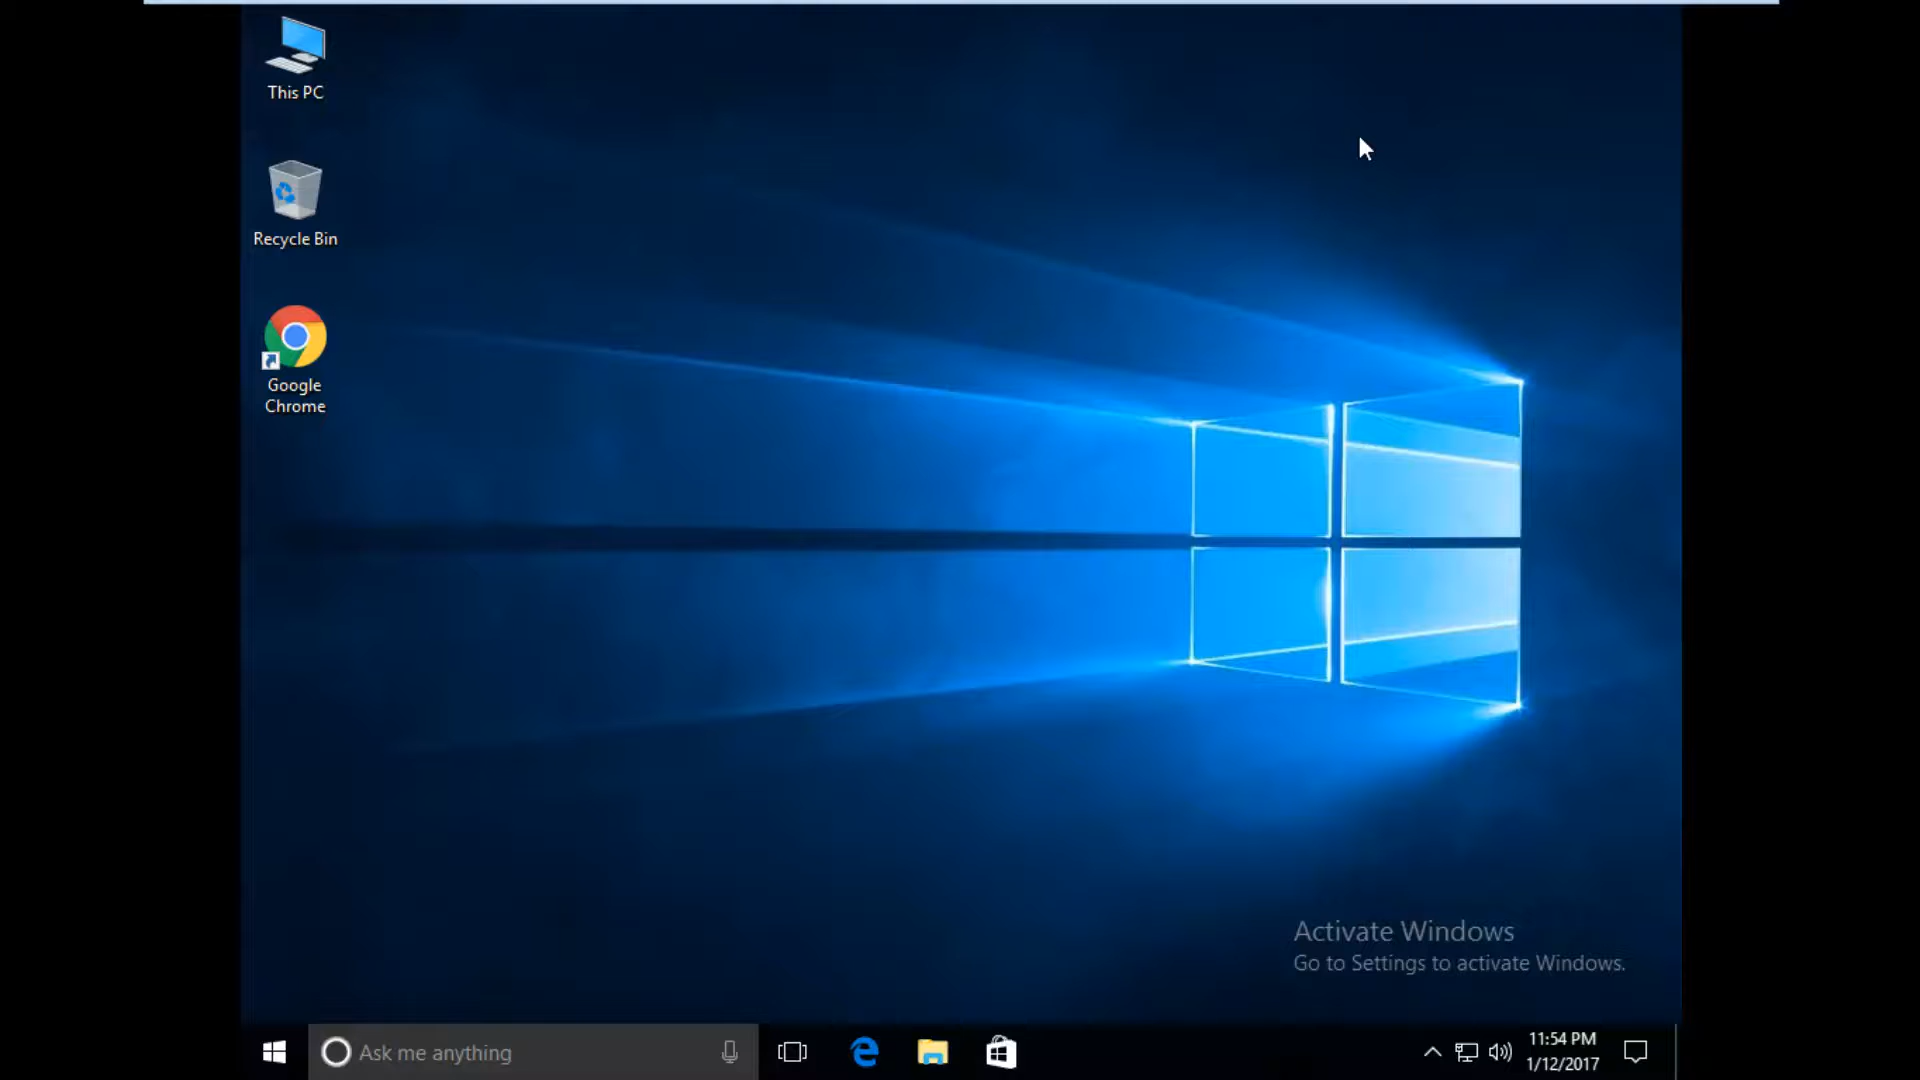 This PC
Recycle Bin
Google
Chrome
Activate Windows
Go to Settings to activate Windows.
Ask me anything
11:54 PM
1/12/2017